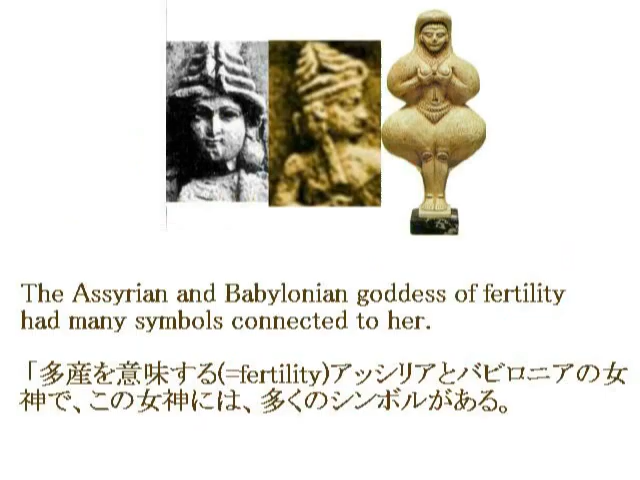 The Assyrian and Babylonian goddess of fertility
had many symbols connected to her.
「多産を意味する(=fertility)アッシリアとバビロニアの女
神で、この女神には、多くのシンボルがある。